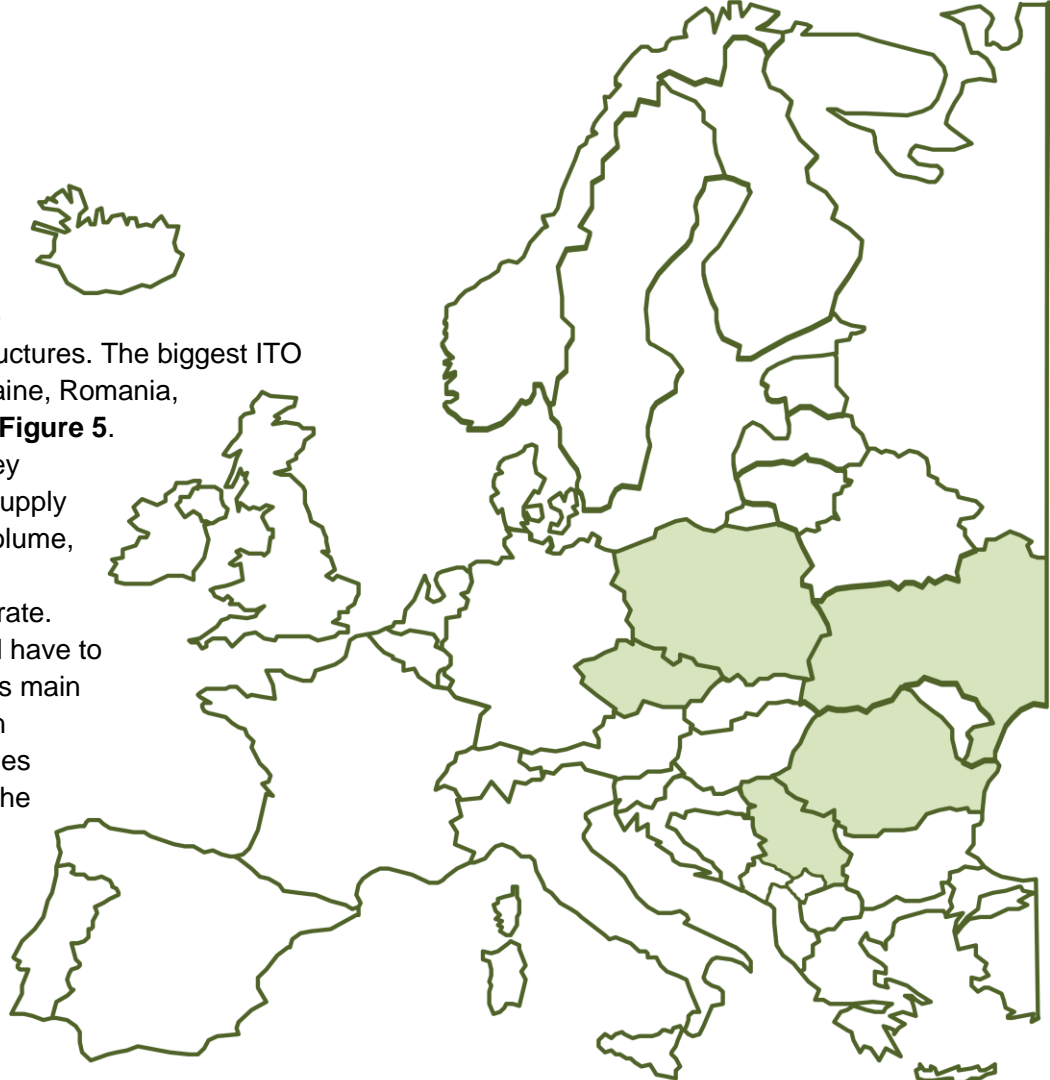 uctures. The biggest ITO
aine, Romania,
Figure 5.
ey
upply
olume,
rate.
l have to
s main
n
es
he